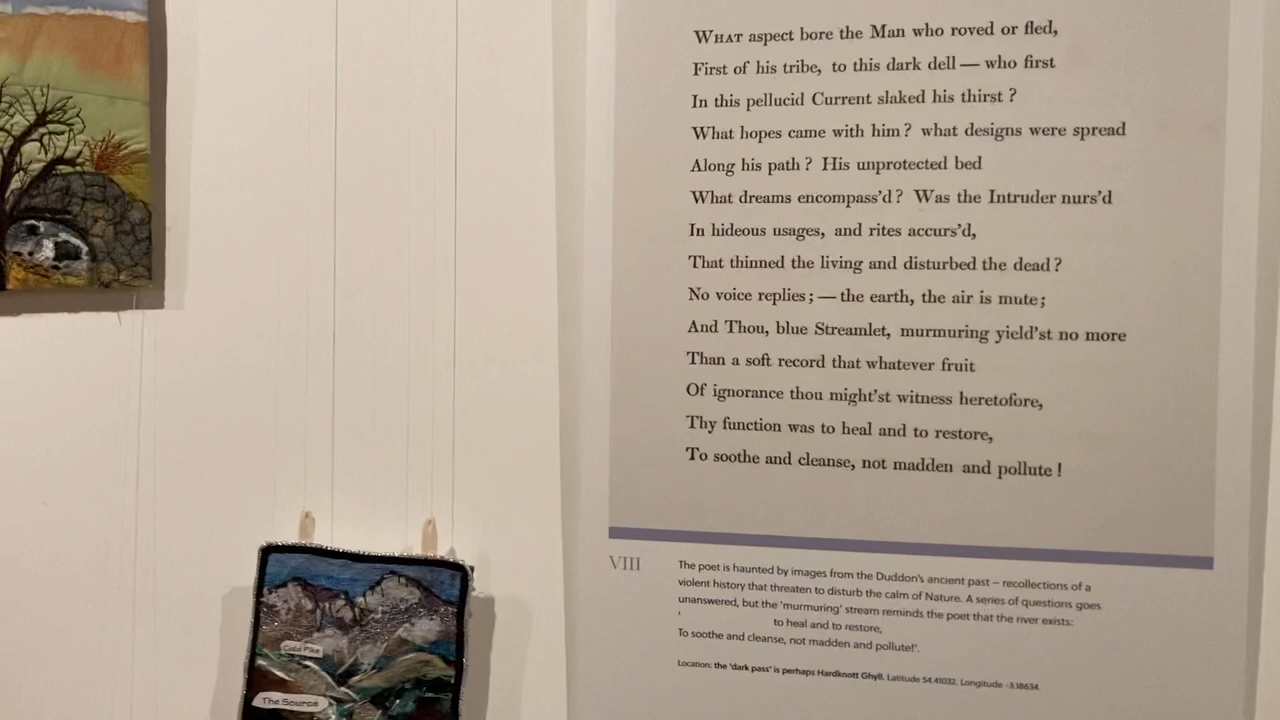 WHAT aspect bore the Man who roved or fled,
First of his tribe, to this dark dell — who first
In this pellucid Current slaked his thirst ?
What hopes came with him ? what designs were spread
Along his path ? His unprotected bed
What dreams encompass'd ? Was the Intruder nurs'd
In hideous usages, and rites accurs'd,
That thinned the living and disturbed the dead ?
No voice replies ; — the earth, the air is mute ;
And Thou, blue Streamlet, murmuring yield'st no more
Than a soft record that whatever fruit
Of ignorance thou might'st witness heretofore,
Thy function was to heal and to restore,
To soothe and cleanse, not madden and pollute !
VIII
The poet is haunted by images from the Duddon's ancient past – recollections of a
violent history that threaten to disturb the calm of Nature. A series of questions goes
unanswered, but the 'murmuring' stream reminds the poet that the river exists:
'
to heal and to restore,
To soothe and cleanse, not madden and pollute!'.
Location: the 'dark pass' is perhaps Hardknott Ghyll. Latitude 54.41032. Longitude -3.18634.
Cold Pike
The Source